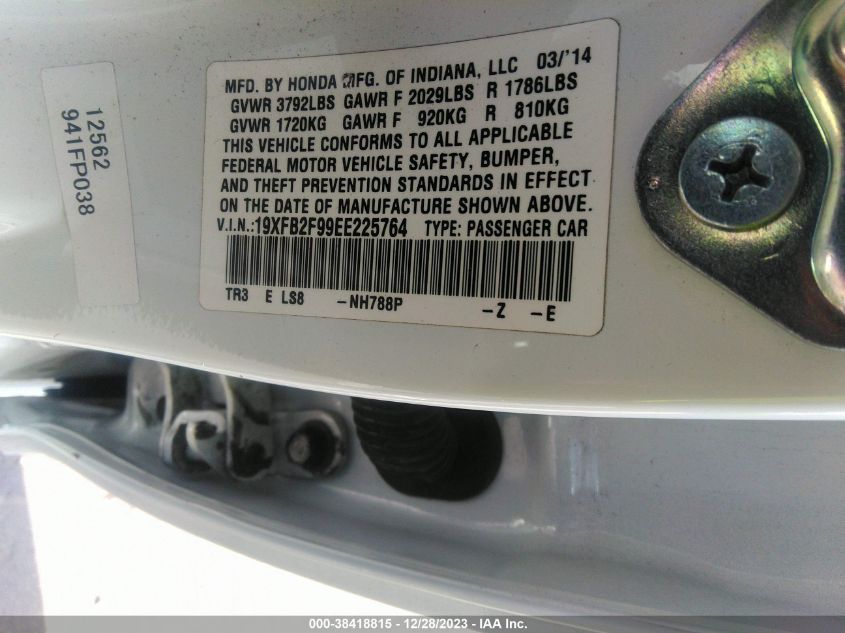 12562
941FP038
MFD. BY HONDA MFG. OF INDIANA, LLC 03/'14
GVWR 3792LBS GAWR F 2029LBS R 1786LBS
GVWR 1720KG GAWR F 920KG R 810KG
THIS VEHICLE CONFORMS TO ALL APPLICABLE
FEDERAL MOTOR VEHICLE SAFETY, BUMPER,
AND THEFT PREVENTION STANDARDS IN EFFECT
ON THE DATE OF MANUFACTURE SHOWN ABOVE.
V.I.N.:19XFB2F99EE225764 TYPE: PASSENGER CAR
TR3 E LS8 -NH788P -Z -E
000-38418815 - 12/28/2023 - IAA Inc.